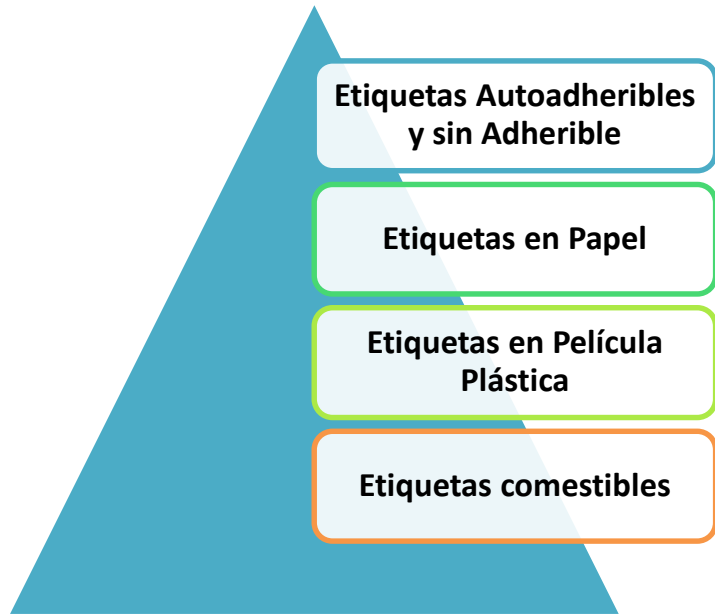 Etiquetas Autoadheribles
y sin Adherible
Etiquetas en Papel
Etiquetas en Película
Plástica
Etiquetas comestibles